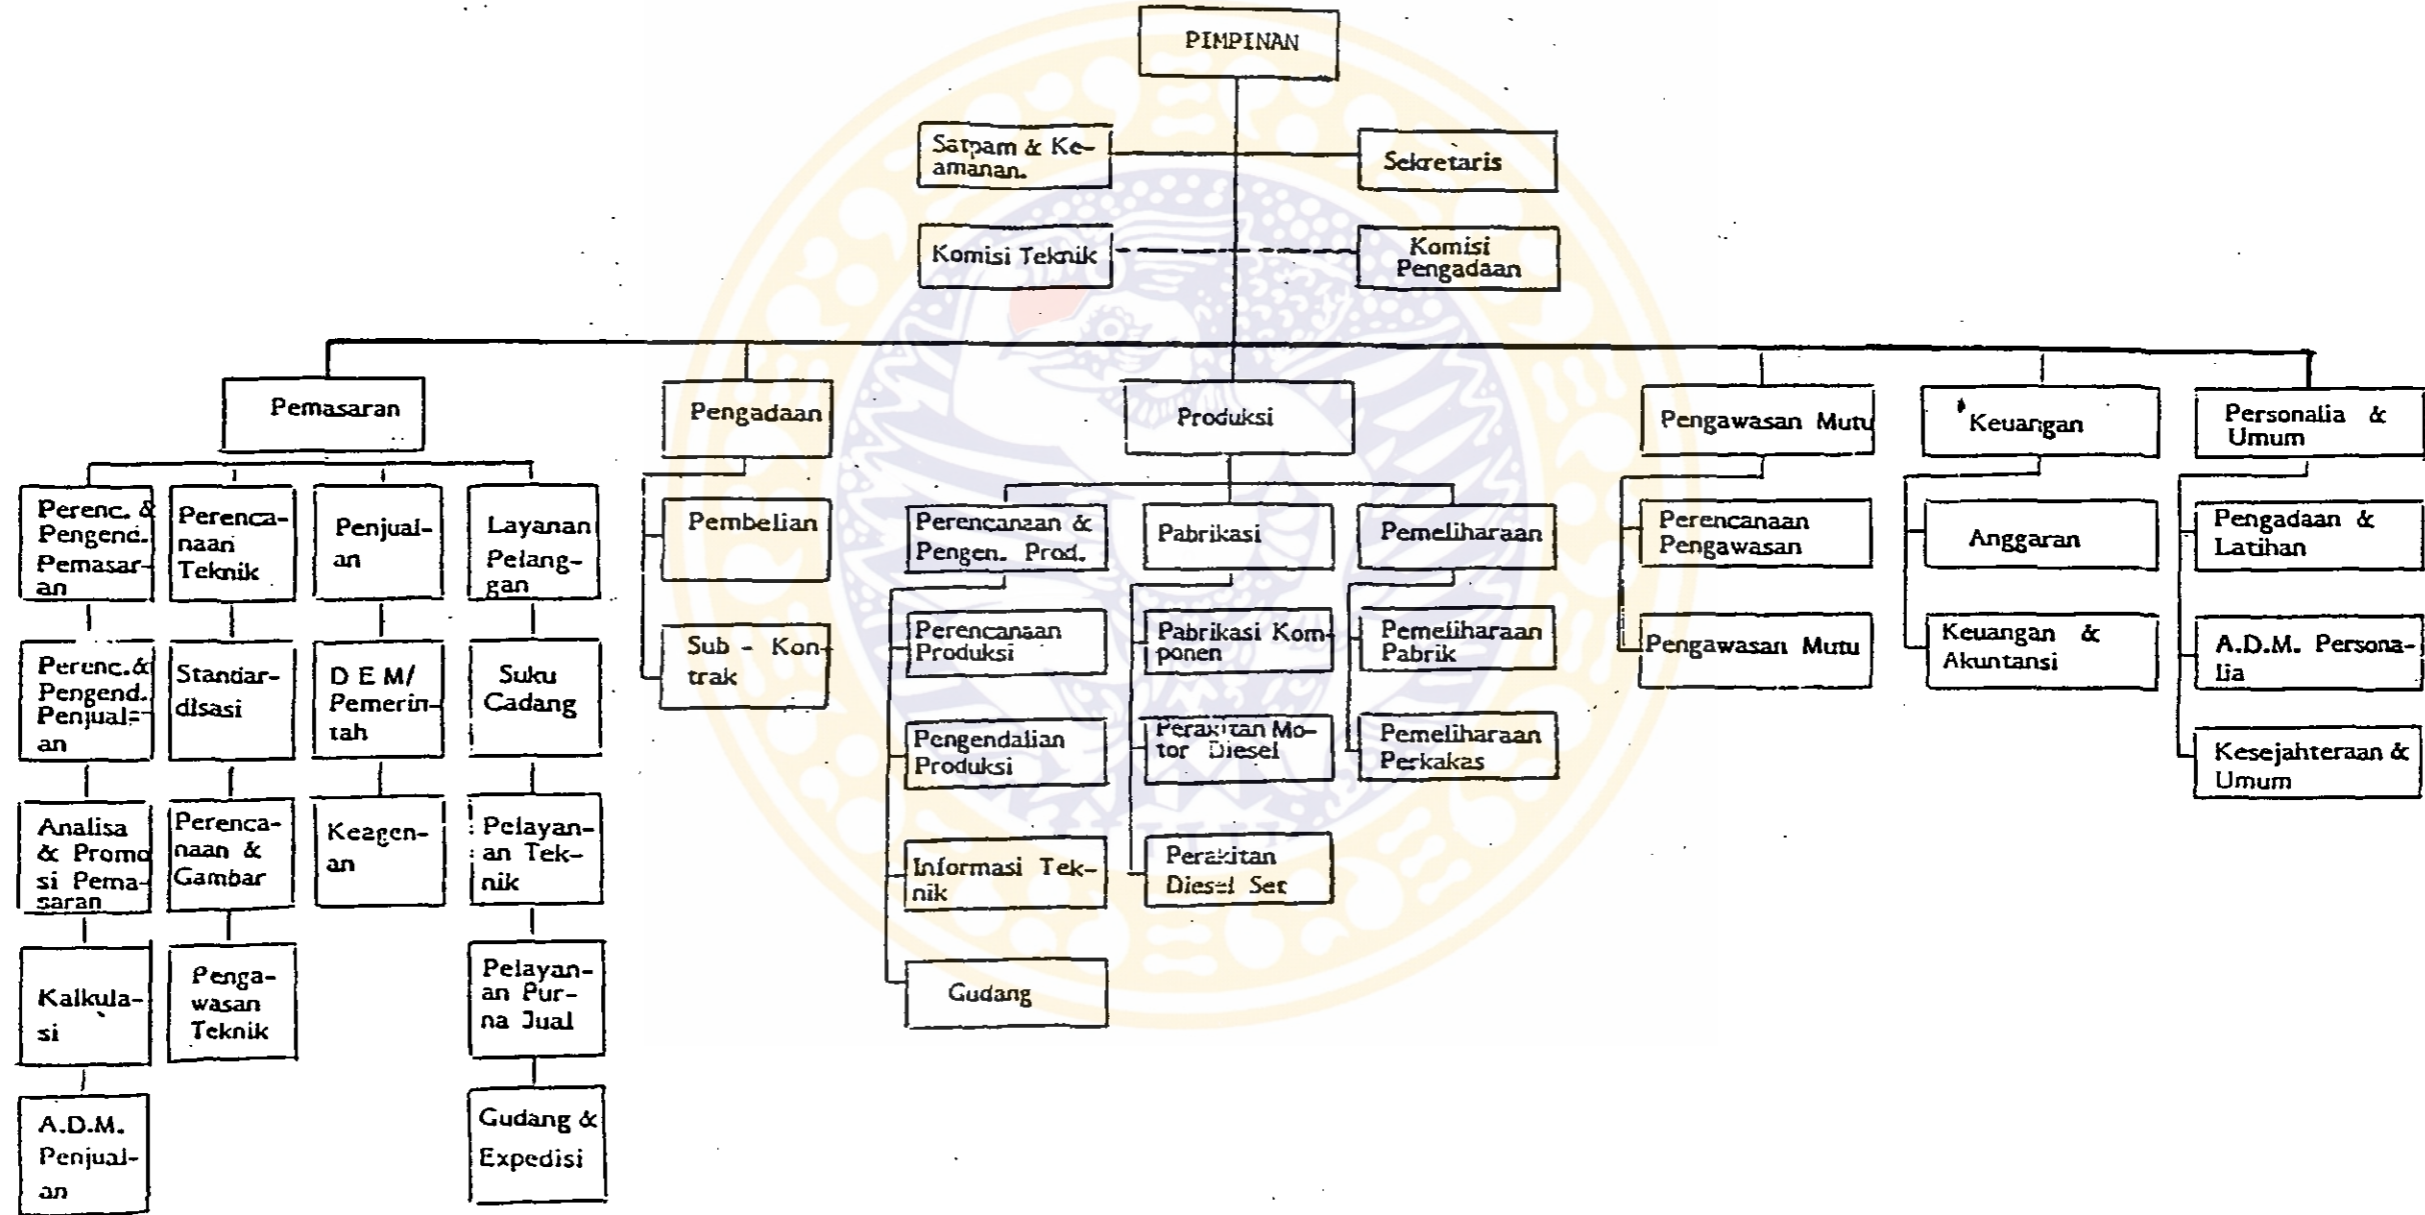 PIMPINAN
Satpam & Ke-
amanan.
Sekretaris
Komisi Teknik
Komisi
Pengadaan
Pemasaran
Pengadaan
Produksi
Pengawasan Mutu
Keuangan
Personalia &
Umum
Perenc. &
Pengend.
Pemasar-
an
Perenca-
naan
Teknik
Penjual-
an
Layanan
Pelang-
gan
Perenc.&
Pengend.
Penjual-
an
Standar-
disasi
D E M/
Pemerin-
tah
Suku
Cadang
Analisa
& Promo
si Pema-
saran
Perenca-
naan &
Gambar
Keagen-
an
Pelayan-
an Tek-
nik
Kalkula-
si
Penga-
wasan
Teknik
Pelayan-
an Pur-
na Jual
A.D.M.
Penjual-
an
Gudang &
Expedisi
Pembelian
Sub - Kon-
trak
Perencanaan &
Pengen. Prod.
Pabrikasi
Pemeliharaan
Perencanaan
Produksi
Pabrikasi Kom-
ponen
Pemeliharaan
Pabrik
Pengendalian
Produksi
Perakitan Mo-
tor Diesel
Pemeliharaan
Perkakas
Informasi Tek-
nik
Perakitan
Diesel Set
Gudang
Perencanaan
Pengawasan
Pengawasan Mutu
Anggaran
Keuangan &
Akuntansi
Pengadaan &
Latihan
A.D.M. Persona-
lia
Kesejahteraan &
Umum